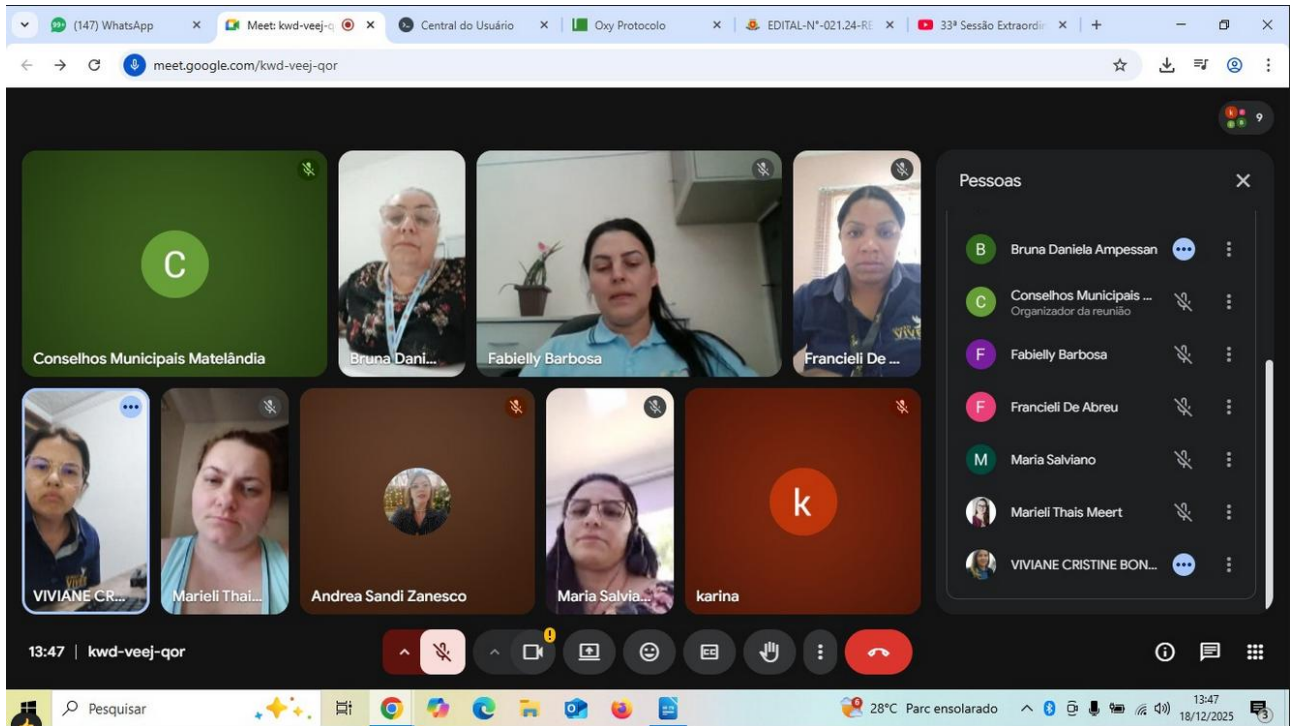 (147) WhatsApp
Meet: kwd-veej-q
Central do Usuário
Oxy Protocolo
EDITAL-N°-021.24-RE
33ª Sessão Extraordin
meet.google.com/kwd-veej-qor
9
C
Conselhos Municipais Matelândia
Bruna Dani...
Fabielly Barbosa
Francieli De ...
VIVIANE CR...
Marieli Thai...
Andrea Sandi Zanesco
Maria Salvia...
k
karina
Pessoas
B Bruna Daniela Ampessan
C Conselhos Municipais ...
Organizador da reunião
F Fabielly Barbosa
F Francieli De Abreu
M Maria Salviano
Marieli Thais Meert
VIVIANE CRISTINE BON...
13:47 | kwd-veej-qor
CC
Pesquisar
28°C Parc ensolarado
13:47
18/12/2025
3